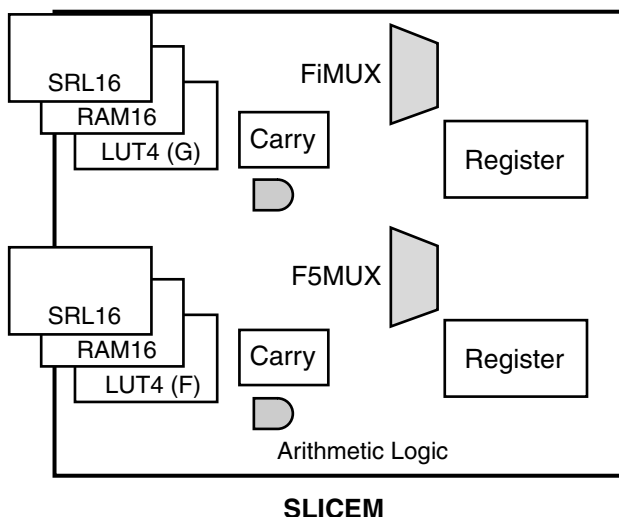 SRL16
RAM16
LUT4 (G)
Carry
FiMUX
Register
SRL16
RAM16
LUT4 (F)
Carry
F5MUX
Register
Arithmetic Logic
SLICEM